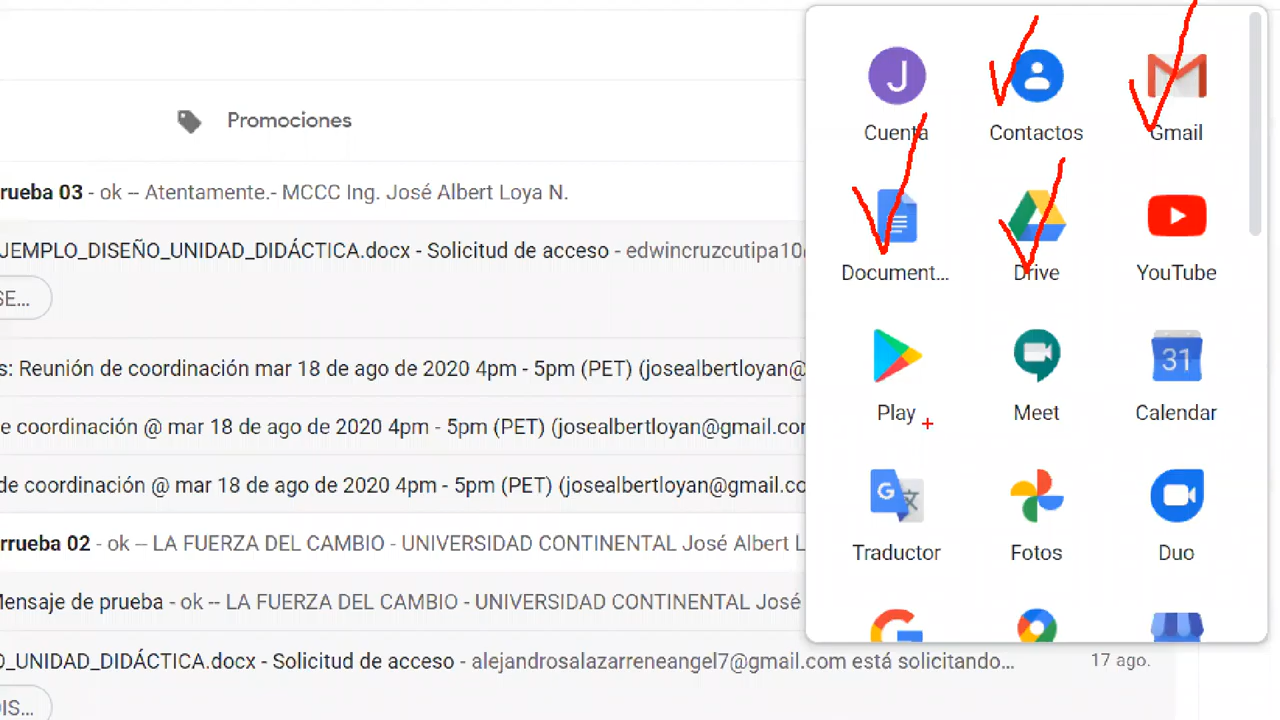 Promociones
rueba 03 - ok -- Atentamente.- MCCC Ing. José Albert Loya N.
JEMPLO_DISEÑO_UNIDAD_DIDÁCTICA.docx - Solicitud de acceso - edwincruzcutipa10
SE...
s: Reunión de coordinación mar 18 de ago de 2020 4pm - 5pm (PET) (josealbertloyan@
e coordinación @ mar 18 de ago de 2020 4pm - 5pm (PET) (josealbertloyan@gmail.cor
de coordinación @ mar 18 de ago de 2020 4pm - 5pm (PET) (josealbertloyan@gmail.co
rrueba 02 - ok -- LA FUERZA DEL CAMBIO - UNIVERSIDAD CONTINENTAL José Albert L
Mensaje de prueba - ok -- LA FUERZA DEL CAMBIO - UNIVERSIDAD CONTINENTAL José
O_UNIDAD_DIDÁCTICA.docx - Solicitud de acceso - alejandrosalazarreneangel7@gmail.com está solicitando... 17 ago.
DIS...
J
Cuenta Contactos Gmail
Document... Drive YouTube
31
Play Meet Calendar
G 文
Traductor Fotos Duo